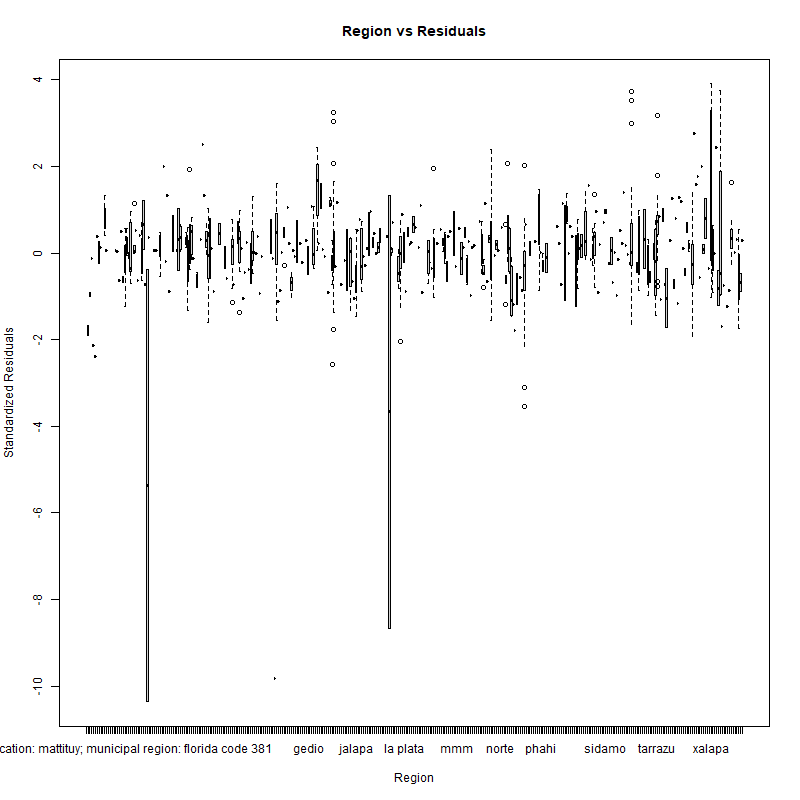 Region vs Residuals
4
2
0
-2
-4
-6
-8
-10
Standardized Residuals
cation: mattituy; municipal region: florida code 381 gedio jalapa la plata mmm norte phahi sidamo tarrazu xalapa
Region